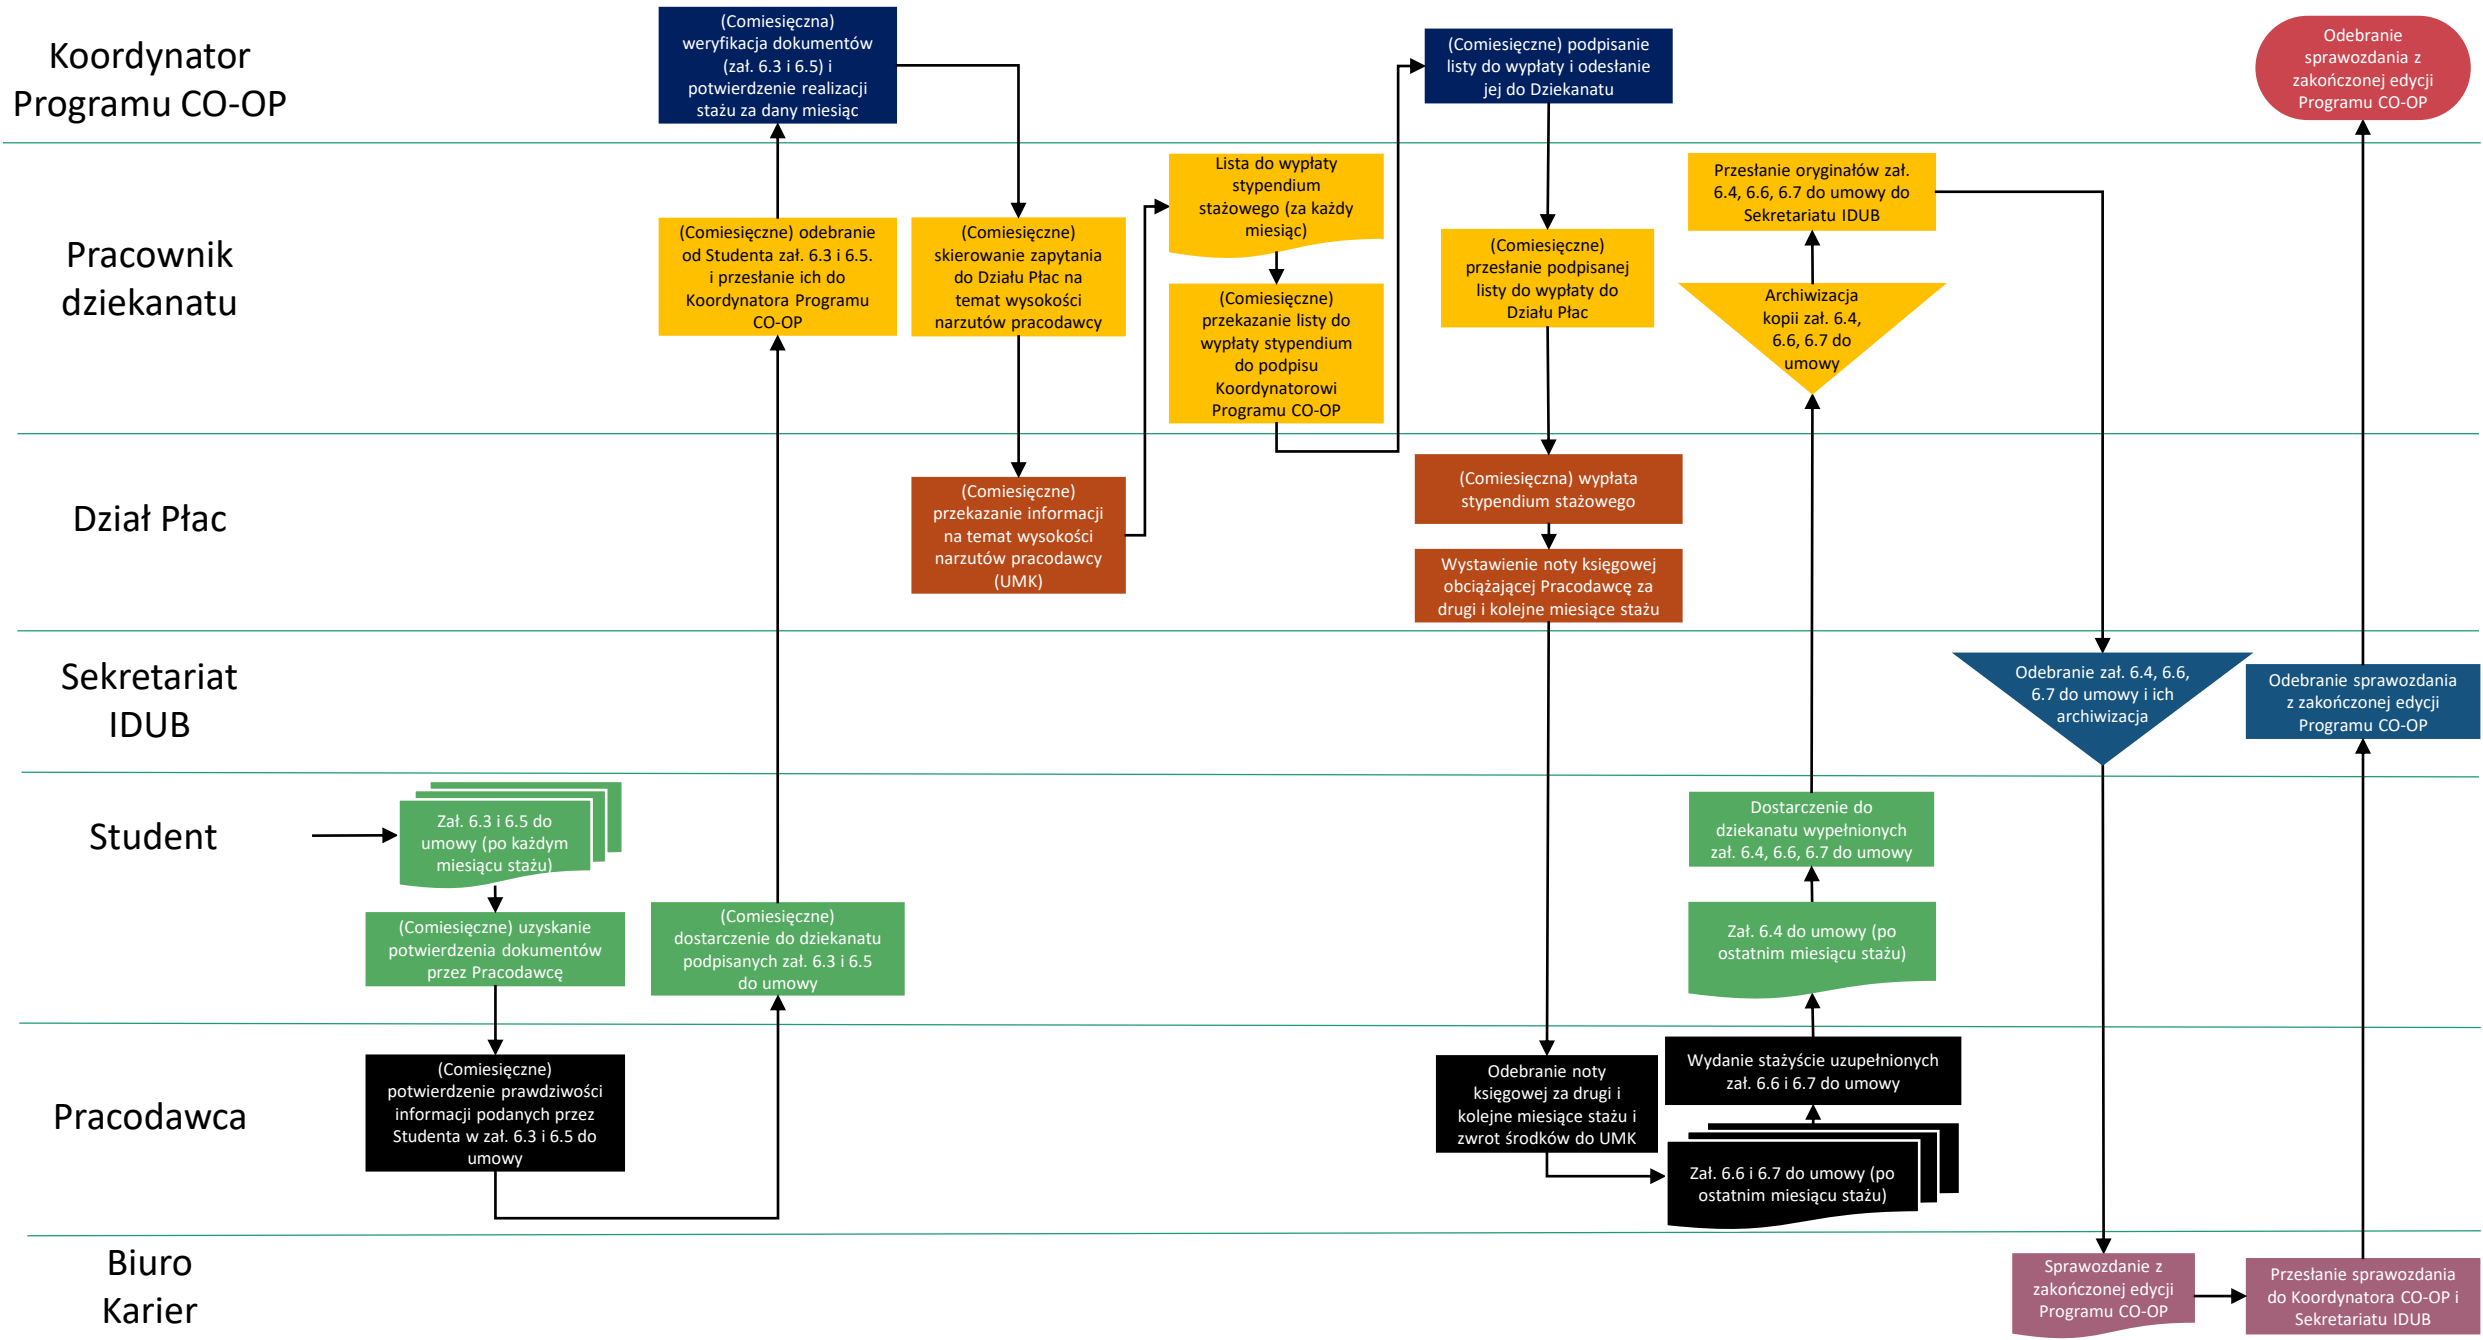 Koordynator
Programu CO-OP
(Comiesięczna)
weryfikacja dokumentów
(zał. 6.3 i 6.5) i
potwierdzenie realizacji
stażu za dany miesiąc
(Comiesięczne) podpisanie
listy do wypłaty i odesłanie
jej do Dziekanatu
Odebranie
sprawozdania z
zakończonej edycji
Programu CO-OP
Pracownik
dziekanatu
(Comiesięczne) odebranie
od Studenta zał. 6.3 i 6.5.
i przesłanie ich do
Koordynatora Programu
CO-OP
(Comiesięczne)
skierowanie zapytania
do Działu Płac na
temat wysokości
narzutów pracodawcy
Lista do wypłaty
stypendium
stażowego (za każdy
miesiąc)
(Comiesięczne)
przekazanie listy do
wypłaty stypendium
do podpisu
Koordynatorowi
Programu CO-OP
(Comiesięczne)
przesłanie podpisanej
listy do wypłaty do
Działu Płac
Przesłanie oryginałów zał.
6.4, 6.6, 6.7 do umowy do
Sekretariatu IDUB
Archiwizacja
kopii zał. 6.4,
6.6, 6.7 do
umowy
Dział Płac
(Comiesięczne)
przekazanie informacji
na temat wysokości
narzutów pracodawcy
(UMK)
(Comiesięczna) wypłata
stypendium stażowego
Wystawienie noty księgowej
obciążającej Pracodawcę za
drugi i kolejne miesiące stażu
Sekretariat
IDUB
Odebranie zał. 6.4, 6.6,
6.7 do umowy i ich
archiwizacja
Odebranie sprawozdania
z zakończonej edycji
Programu CO-OP
Student
Zał. 6.3 i 6.5 do
umowy (po każdym
miesiącu stażu)
(Comiesięczne) uzyskanie
potwierdzenia dokumentów
przez Pracodawcę
(Comiesięczne)
dostarczenie do dziekanatu
podpisanych zał. 6.3 i 6.5
do umowy
Dostarczenie do
dziekanatu wypełnionych
zał. 6.4, 6.6, 6.7 do umowy
Zał. 6.4 do umowy (po
ostatnim miesiącu stażu)
Pracodawca
(Comiesięczne)
potwierdzenie prawdziwości
informacji podanych przez
Studenta w zał. 6.3 i 6.5 do
umowy
Odebranie noty
księgowej za drugi i
kolejne miesiące stażu i
zwrot środków do UMK
Wydanie stażyście uzupełnionych
zał. 6.6 i 6.7 do umowy
Zał. 6.6 i 6.7 do umowy (po
ostatnim miesiącu stażu)
Biuro
Karier
Sprawozdanie z
zakończonej edycji
Programu CO-OP
Przesłanie sprawozdania
do Koordynatora CO-OP i
Sekretariatu IDUB